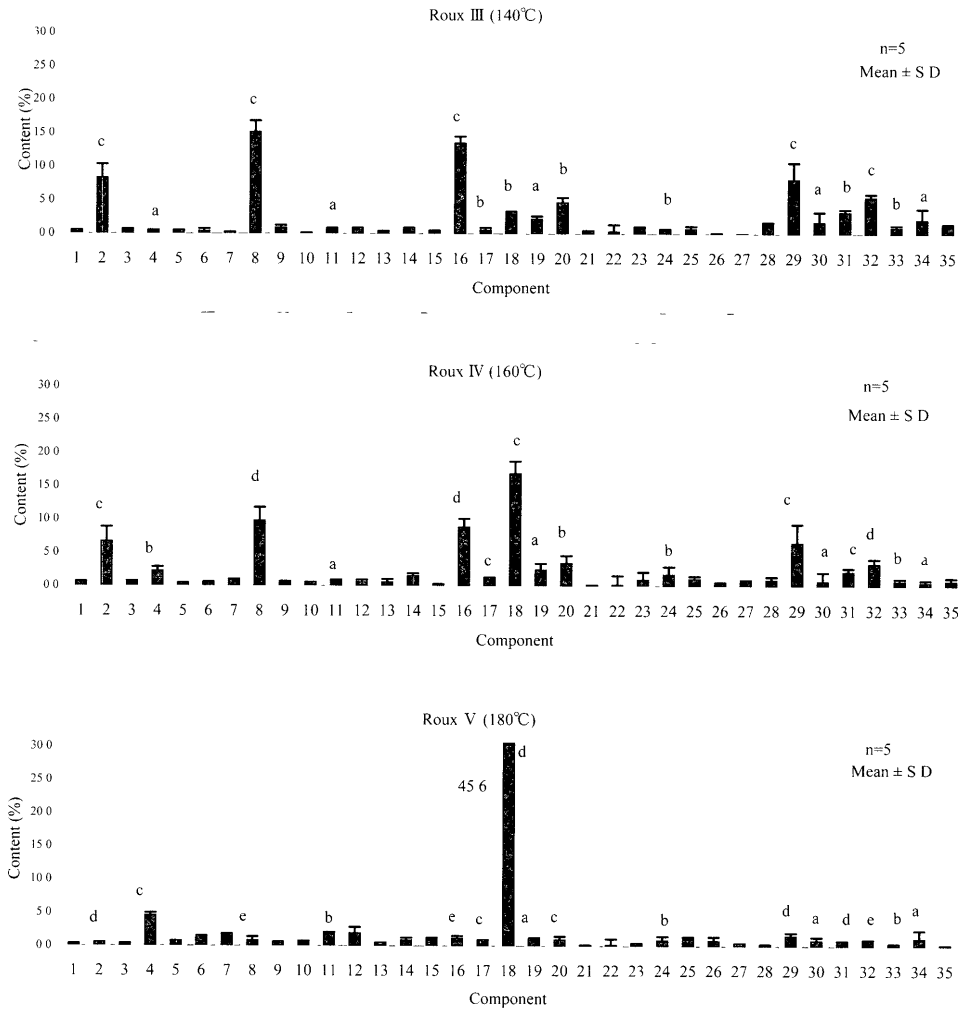 Roux Ⅲ (140℃)
n=5
Mean ± S D
Content (%)
30 0
25 0
20 0
15 0
10 0
5 0
0 0
c
a
c
a
c
b
b
a
b
b
c
a
b
c
b
a
1 2 3 4 5 6 7 8 9 10 11 12 13 14 15 16 17 18 19 20 21 22 23 24 25 26 27 28 29 30 31 32 33 34 35
Component
Roux Ⅳ (160℃)
n=5
Mean ± S D
Content (%)
30 0
25 0
20 0
15 0
10 0
5 0
0 0
c
b
d
a
d
c
c
a
b
b
c
a
c
d
b
a
1 2 3 4 5 6 7 8 9 10 11 12 13 14 15 16 17 18 19 20 21 22 23 24 25 26 27 28 29 30 31 32 33 34 35
Component
Roux Ⅴ (180℃)
n=5
Mean ± S D
Content (%)
30 0
25 0
20 0
15 0
10 0
5 0
0 0
45 6
d
d
c
e
b
e
c
a
c
b
d
a
d
e
b
a
1 2 3 4 5 6 7 8 9 10 11 12 13 14 15 16 17 18 19 20 21 22 23 24 25 26 27 28 29 30 31 32 33 34 35
Component